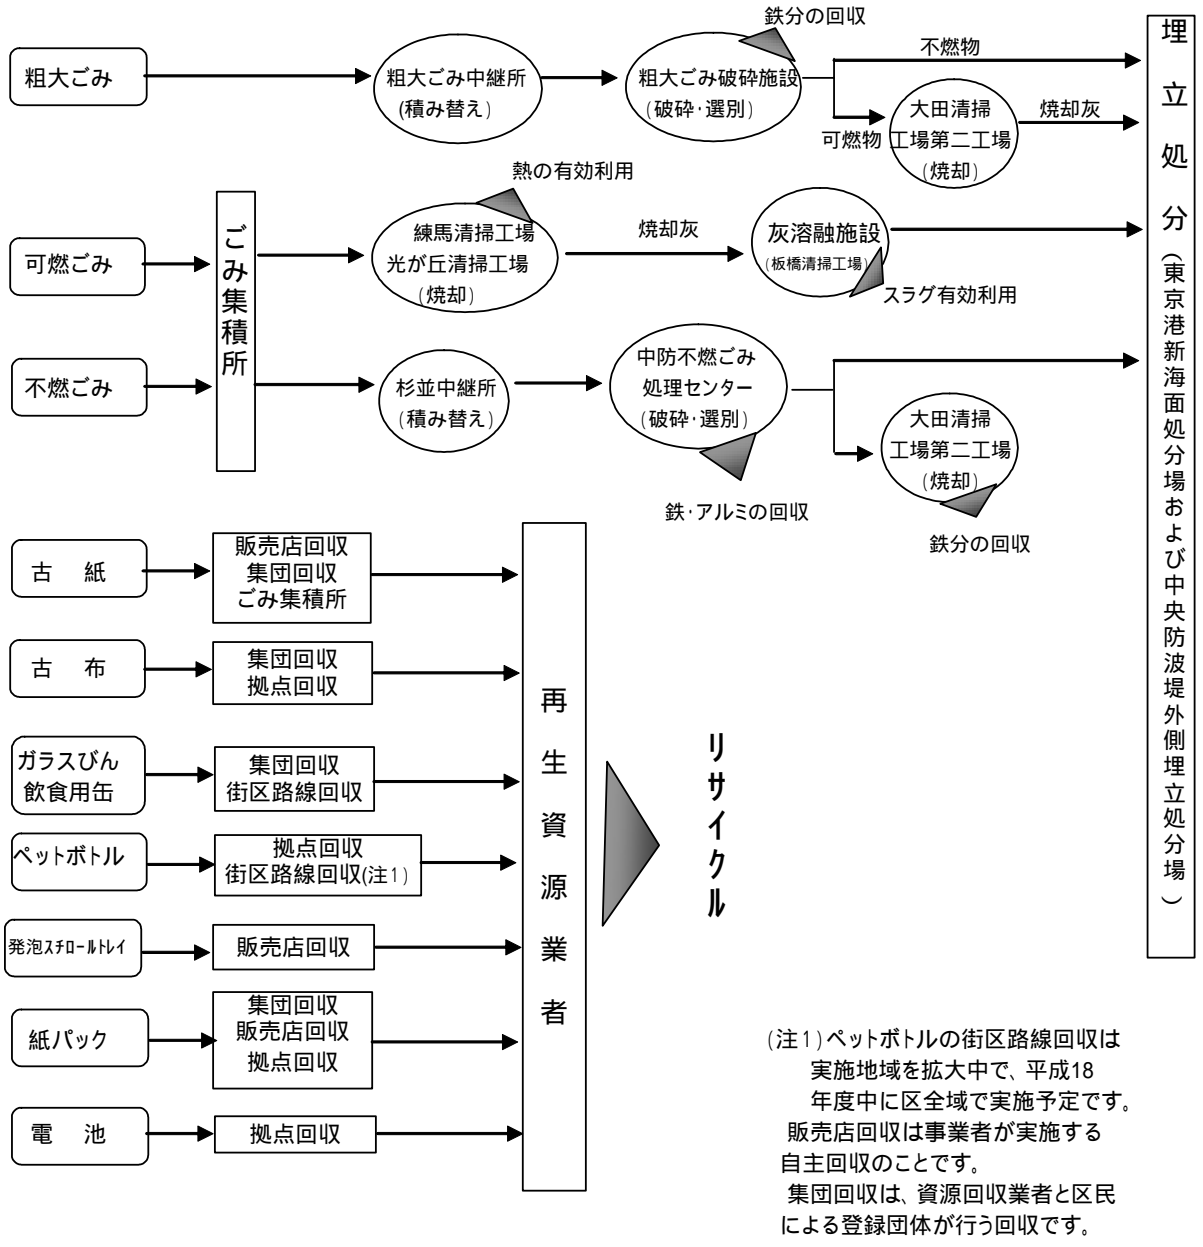 鉄分の回収
粗大ごみ
粗大ごみ中継所
(積み替え)
粗大ごみ破砕施設
(破砕・選別)
不燃物
可燃物
大田清掃
工場第二工場
(焼却)
焼却灰
熱の有効利用
可燃ごみ
ごみ集積所
練馬清掃工場
光が丘清掃工場
(焼却)
焼却灰
灰溶融施設
(板橋清掃工場)
スラグ有効利用
不燃ごみ
杉並中継所
(積み替え)
中防不燃ごみ
処理センター
(破砕・選別)
鉄・アルミの回収
大田清掃
工場第二工場
(焼却)
鉄分の回収
埋立処分(東京港新海面処分場および中央防波堤外側埋立処分場)
古 紙
販売店回収
集団回収
ごみ集積所
古 布
集団回収
拠点回収
ガラスびん
飲食用缶
集団回収
街区路線回収
ペットボトル
拠点回収
街区路線回収(注1)
発泡スチロールトレイ
販売店回収
紙パック
集団回収
販売店回収
拠点回収
電 池
拠点回収
再生資源業者
リサイクル
(注1)ペットボトルの街区路線回収は
実施地域を拡大中で、平成18
年度中に区全域で実施予定です。
販売店回収は事業者が実施する
自主回収のことです。
集団回収は、資源回収業者と区民
による登録団体が行う回収です。